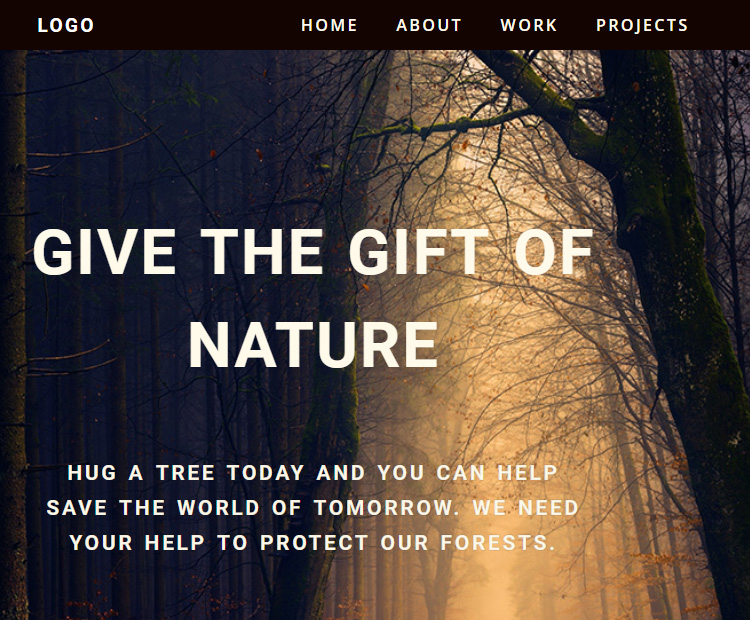 LOGO HOME ABOUT WORK PROJECTS
GIVE THE GIFT OF
NATURE
HUG A TREE TODAY AND YOU CAN HELP
SAVE THE WORLD OF TOMORROW. WE NEED
YOUR HELP TO PROTECT OUR FORESTS.